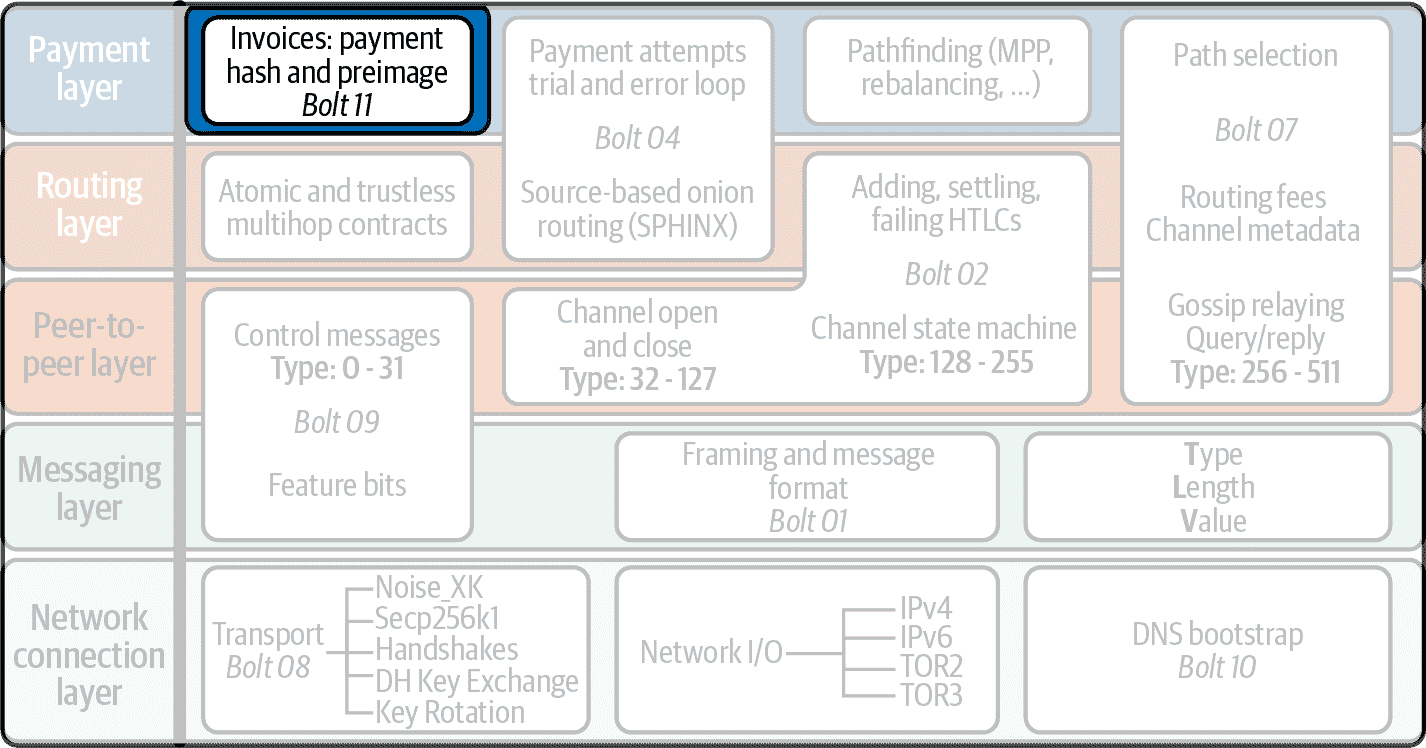 Payment
layer
Invoices: payment
hash and preimage
Bolt 11
Payment attempts
trial and error loop
Bolt 04
Source-based onion
routing (SPHINX)
Pathfinding (MPP,
rebalancing, ...)
Path selection
Bolt 07
Routing fees
Channel metadata
Gossip relaying
Query/reply
Type: 256 - 511
Routing
layer
Atomic and trustless
multihop contracts
Adding, settling,
failing HTLCs
Bolt 02
Channel state machine
Type: 128 - 255
Peer-to-
peer layer
Control messages
Type: 0 - 31
Bolt 09
Feature bits
Channel open
and close
Type: 32 - 127
Messaging
layer
Framing and message
format
Bolt 01
Type
Length
Value
Network
connection
layer
Transport
Bolt 08
Noise_XK
Secp256k1
Handshakes
DH Key Exchange
Key Rotation
Network I/O
IPv4
IPv6
TOR2
TOR3
DNS bootstrap
Bolt 10